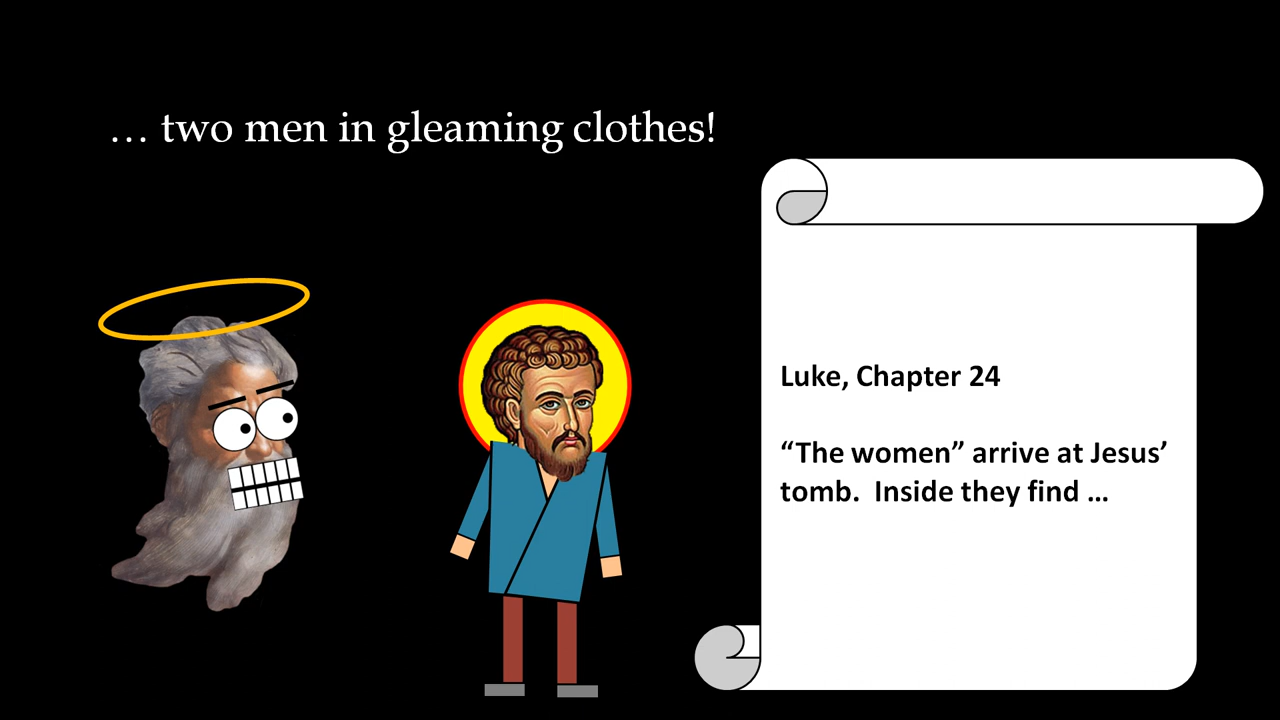 … two men in gleaming clothes!
Luke, Chapter 24
“The women” arrive at Jesus’
tomb.  Inside they find …